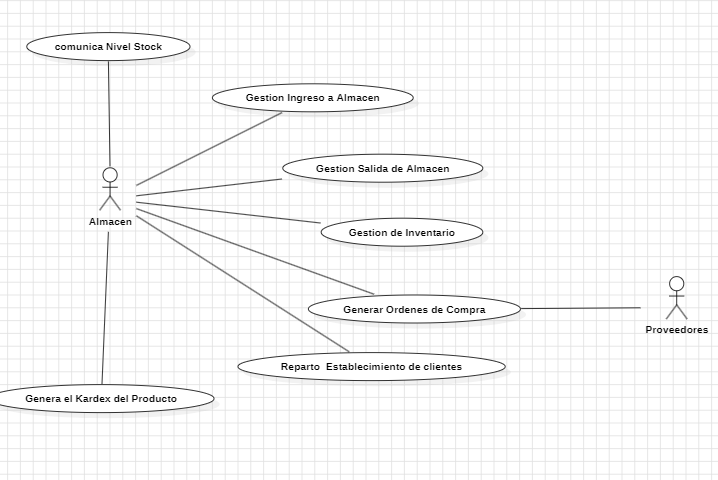 comunica Nivel Stock
Gestion Ingreso a Almacen
Gestion Salida de Almacen
Almacen
Gestion de Inventario
Generar Ordenes de Compra
Proveedores
Reparto  Establecimiento de clientes
Genera el Kardex del Producto